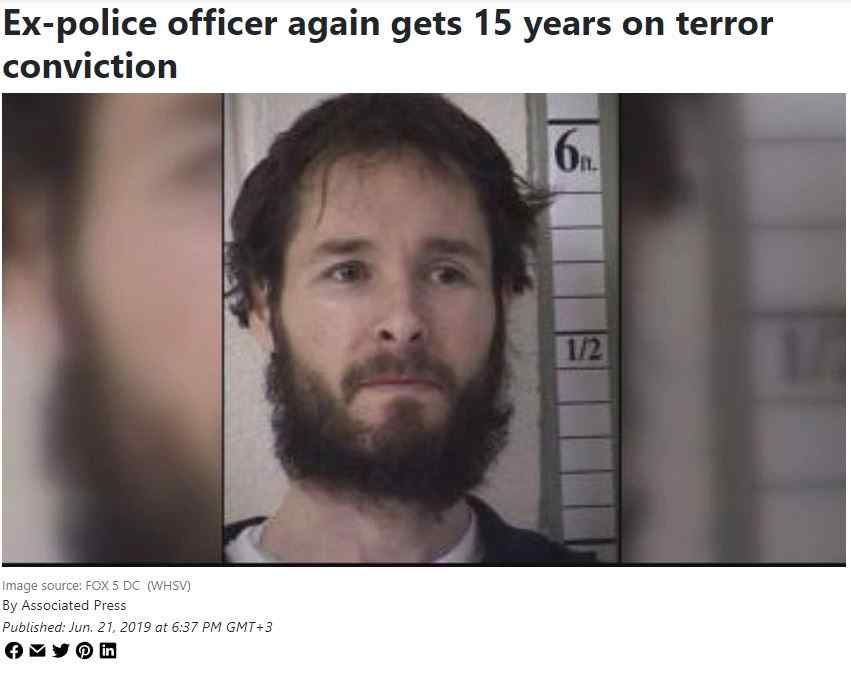 Ex-police officer again gets 15 years on terror
conviction
6ft.
1/2
Image source: FOX 5 DC (WHSV)
By Associated Press
Published: Jun. 21, 2019 at 6:37 PM GMT+3